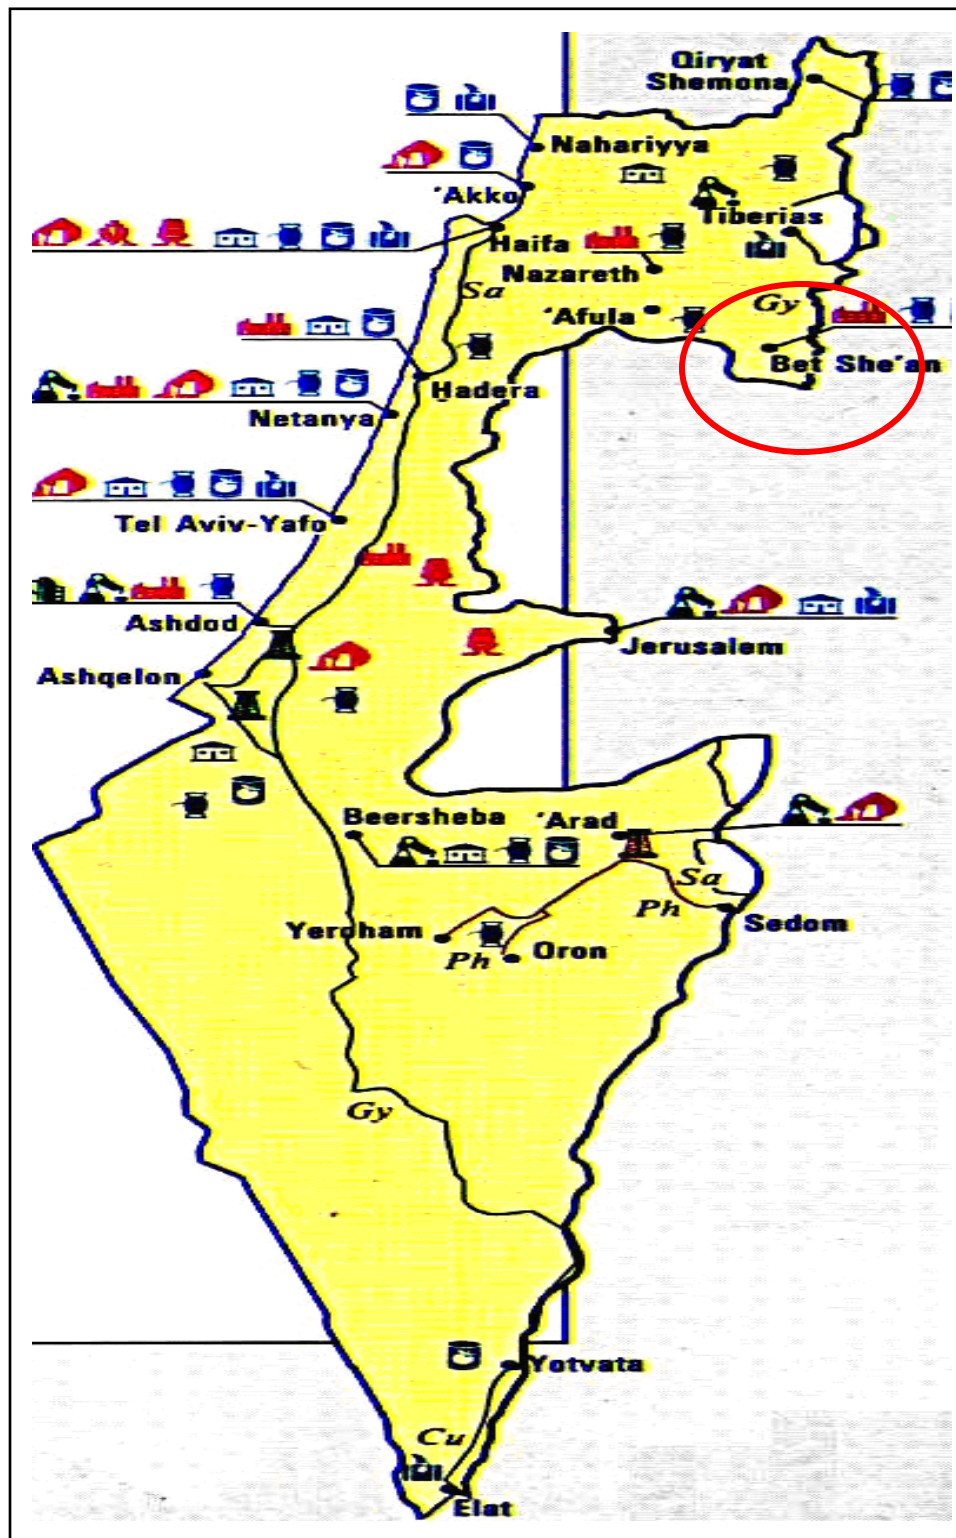 Qiryat
Shemona
Nahariyya
'Akko
Tiberias
Haifa
Nazareth
Sa
Gy
'Afula
Bet She'an
Hadera
Netanya
Tel Aviv-Yafo
Ashdod
Jerusalem
Ashqelon
Beersheba
'Arad
Sa
Ph
Sedom
Yeroham
Ph
Oron
Gy
Yotvata
Cu
Elat